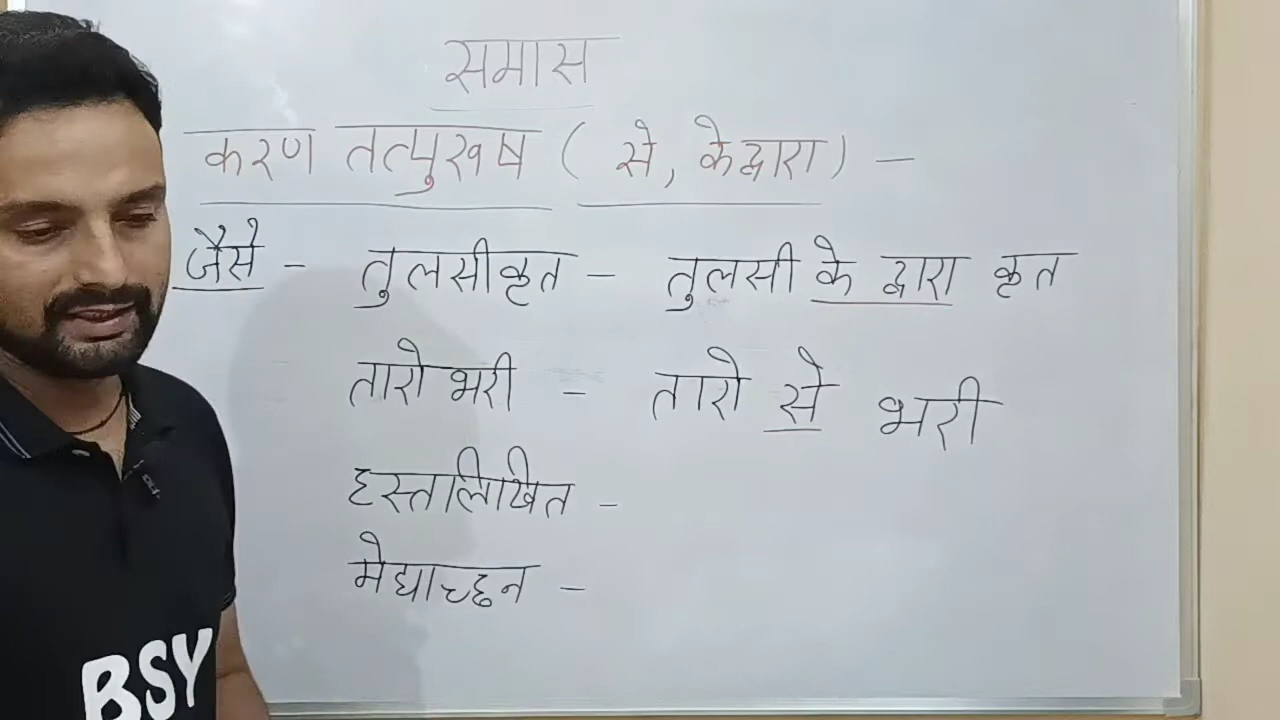 समास
करण तत्पुरुष ( से, के द्वारा ) –
जैसे – तुलसीकृत – तुलसी के द्वारा कृत
तारो भरी – तारो से भरी
हस्तलिखित –
मेघाच्छन –
BSY